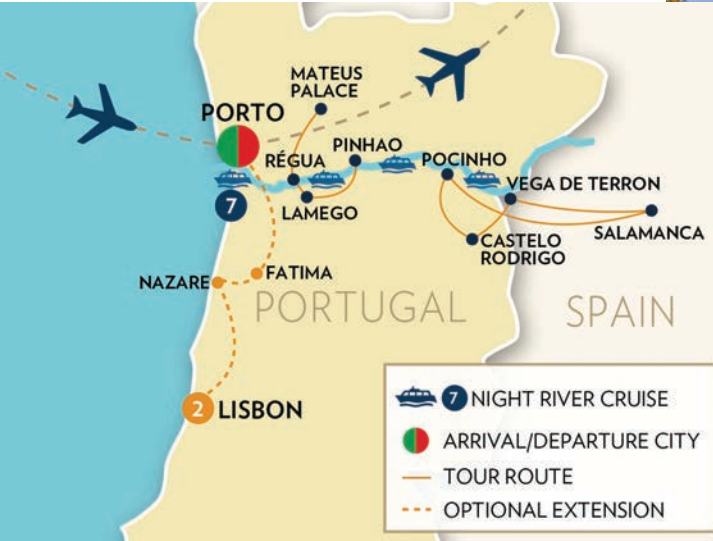 MATEUS
PALACE
PORTO
PINHAO
RÉGUA
POCINHO
VEGA DE TERRON
7
LAMEGO
SALAMANCA
CASTELO
RODRIGO
NAZARE
FATIMA
PORTUGAL
SPAIN
2 LISBON
7 NIGHT RIVER CRUISE
ARRIVAL/DEPARTURE CITY
TOUR ROUTE
OPTIONAL EXTENSION